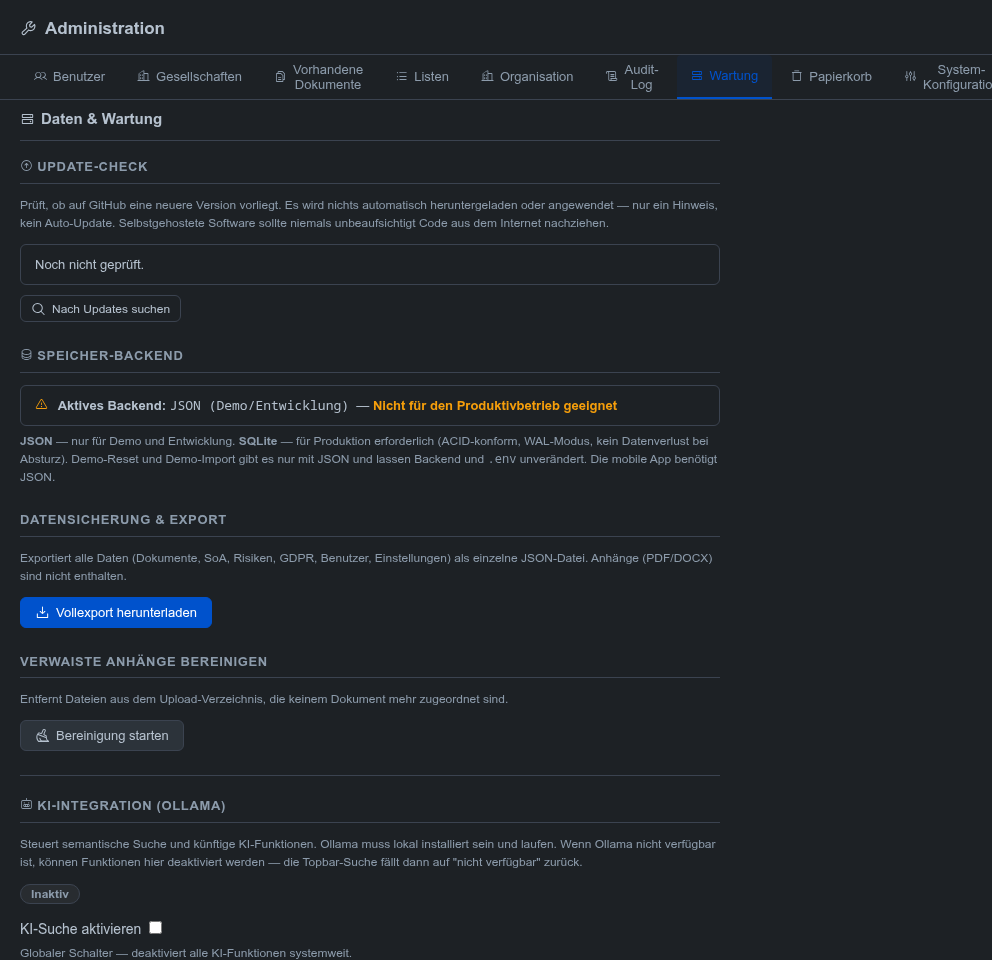 Administration
Benutzer
Gesellschaften
Vorhandene
Dokumente
Listen
Organisation
Audit-
Log
Wartung
Papierkorb
System-
Konfiguratio
Daten & Wartung
UPDATE-CHECK
Prüft, ob auf GitHub eine neuere Version vorliegt. Es wird nichts automatisch heruntergeladen oder angewendet — nur ein Hinweis,
kein Auto-Update. Selbstgehostete Software sollte niemals unbeaufsichtigt Code aus dem Internet nachziehen.
Noch nicht geprüft.
Nach Updates suchen
SPEICHER-BACKEND
Aktives Backend: JSON (Demo/Entwicklung) — Nicht für den Produktivbetrieb geeignet
JSON — nur für Demo und Entwicklung. SQLite — für Produktion erforderlich (ACID-konform, WAL-Modus, kein Datenverlust bei
Absturz). Demo-Reset und Demo-Import gibt es nur mit JSON und lassen Backend und .env unverändert. Die mobile App benötigt
JSON.
DATENSICHERUNG & EXPORT
Exportiert alle Daten (Dokumente, SoA, Risiken, GDPR, Benutzer, Einstellungen) als einzelne JSON-Datei. Anhänge (PDF/DOCX)
sind nicht enthalten.
Vollexport herunterladen
VERWAISTE ANHÄNGE BEREINIGEN
Entfernt Dateien aus dem Upload-Verzeichnis, die keinem Dokument mehr zugeordnet sind.
Bereinigung starten
KI-INTEGRATION (OLLAMA)
Steuert semantische Suche und künftige KI-Funktionen. Ollama muss lokal installiert sein und laufen. Wenn Ollama nicht verfügbar
ist, können Funktionen hier deaktiviert werden — die Topbar-Suche fällt dann auf "nicht verfügbar" zurück.
Inaktiv
KI-Suche aktivieren
Globaler Schalter — deaktiviert alle KI-Funktionen systemweit.